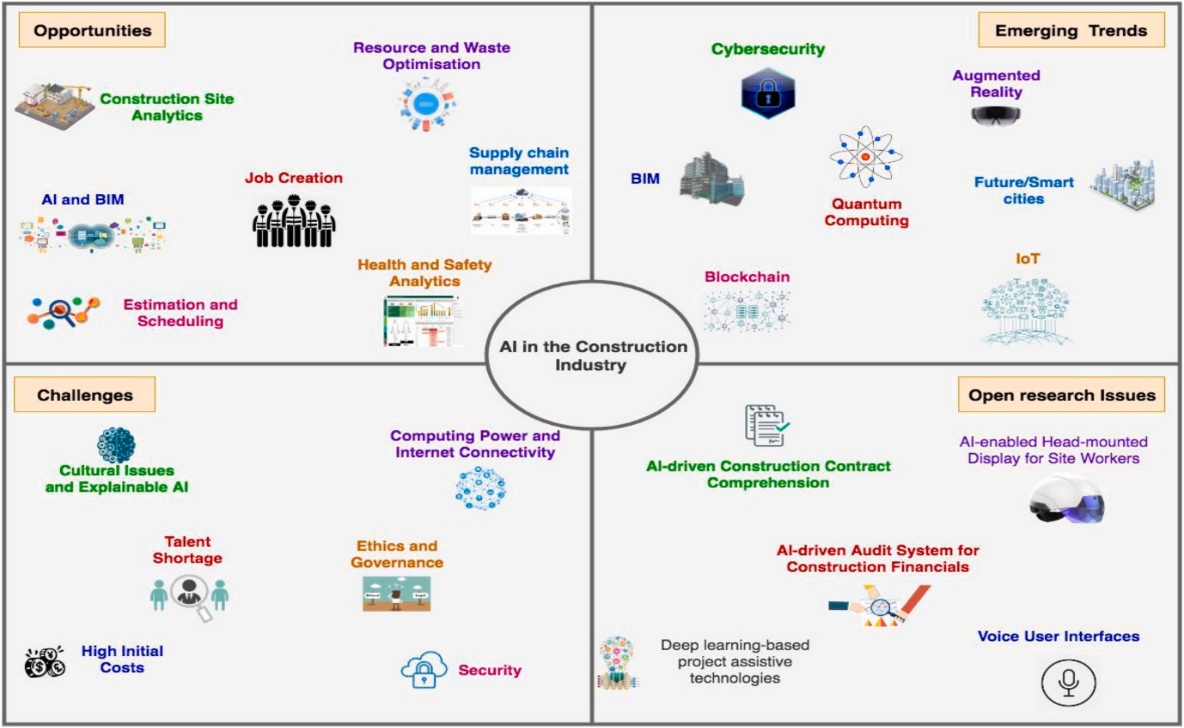 Opportunities
Resource and Waste
Optimisation
Construction Site
Analytics
Supply chain
management
Job Creation
AI and BIM
Health and Safety
Analytics
Estimation and
Scheduling
Emerging Trends
Cybersecurity
Augmented
Reality
BIM
Quantum
Computing
Future/Smart
cities
Blockchain
IoT
AI in the Construction
Industry
Challenges
Cultural Issues
and Explainable AI
Computing Power and
Internet Connectivity
Talent
Shortage
Ethics and
Governance
High Initial
Costs
Security
Open research Issues
AI-driven Construction Contract
Comprehension
AI-enabled Head-mounted
Display for Site Workers
AI-driven Audit System for
Construction Financials
Deep learning-based
project assistive
technologies
Voice User Interfaces